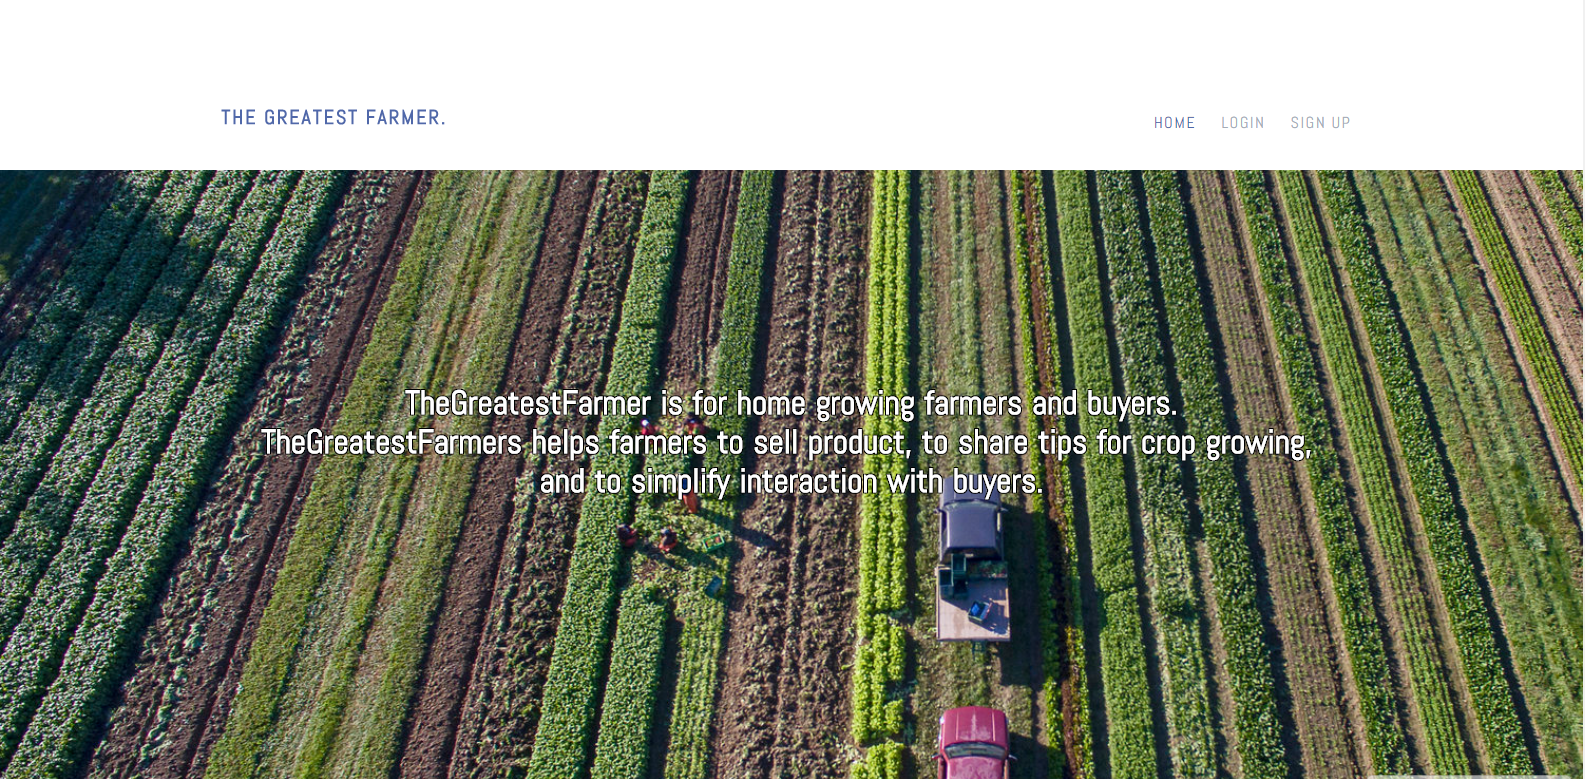 THE GREATEST FARMER.
HOME LOGIN SIGN UP
TheGreatestFarmer is for home growing farmers and buyers.
TheGreatestFarmers helps farmers to sell product, to share tips for crop growing,
and to simplify interaction with buyers.